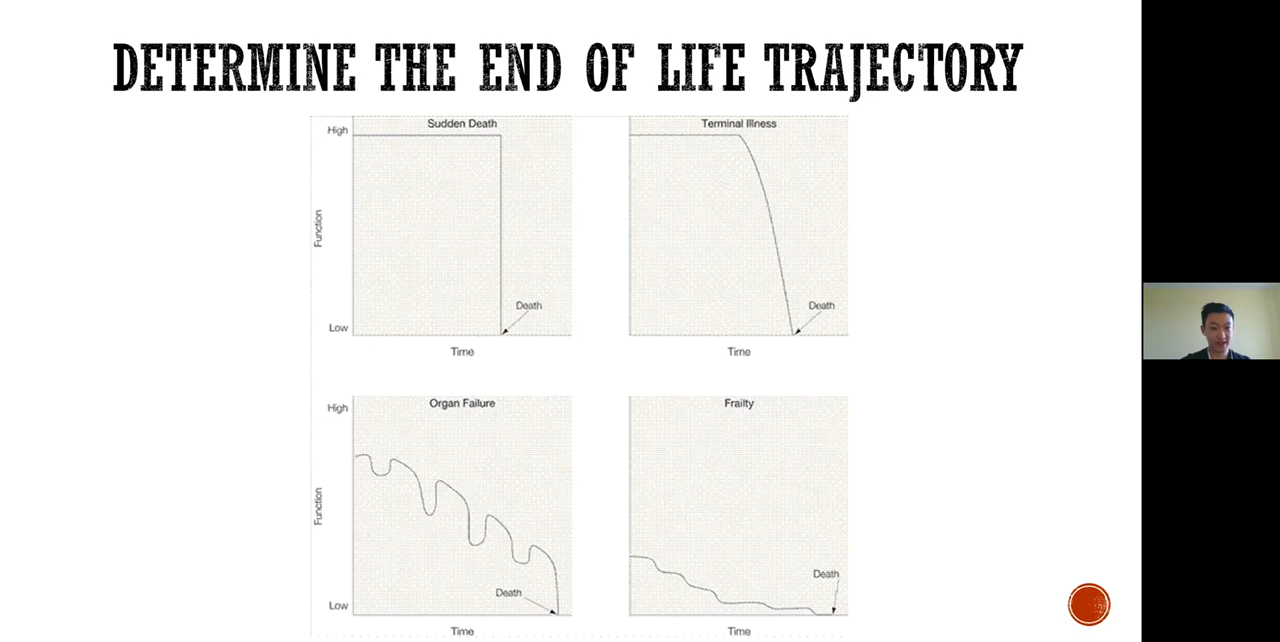 DETERMINE THE END OF LIFE TRAJECTORY
Sudden Death
High
Function
Low
Death
Time
Terminal Illness
Death
Time
Organ Failure
High
Function
Low
Death
Time
Frailty
Death
Time